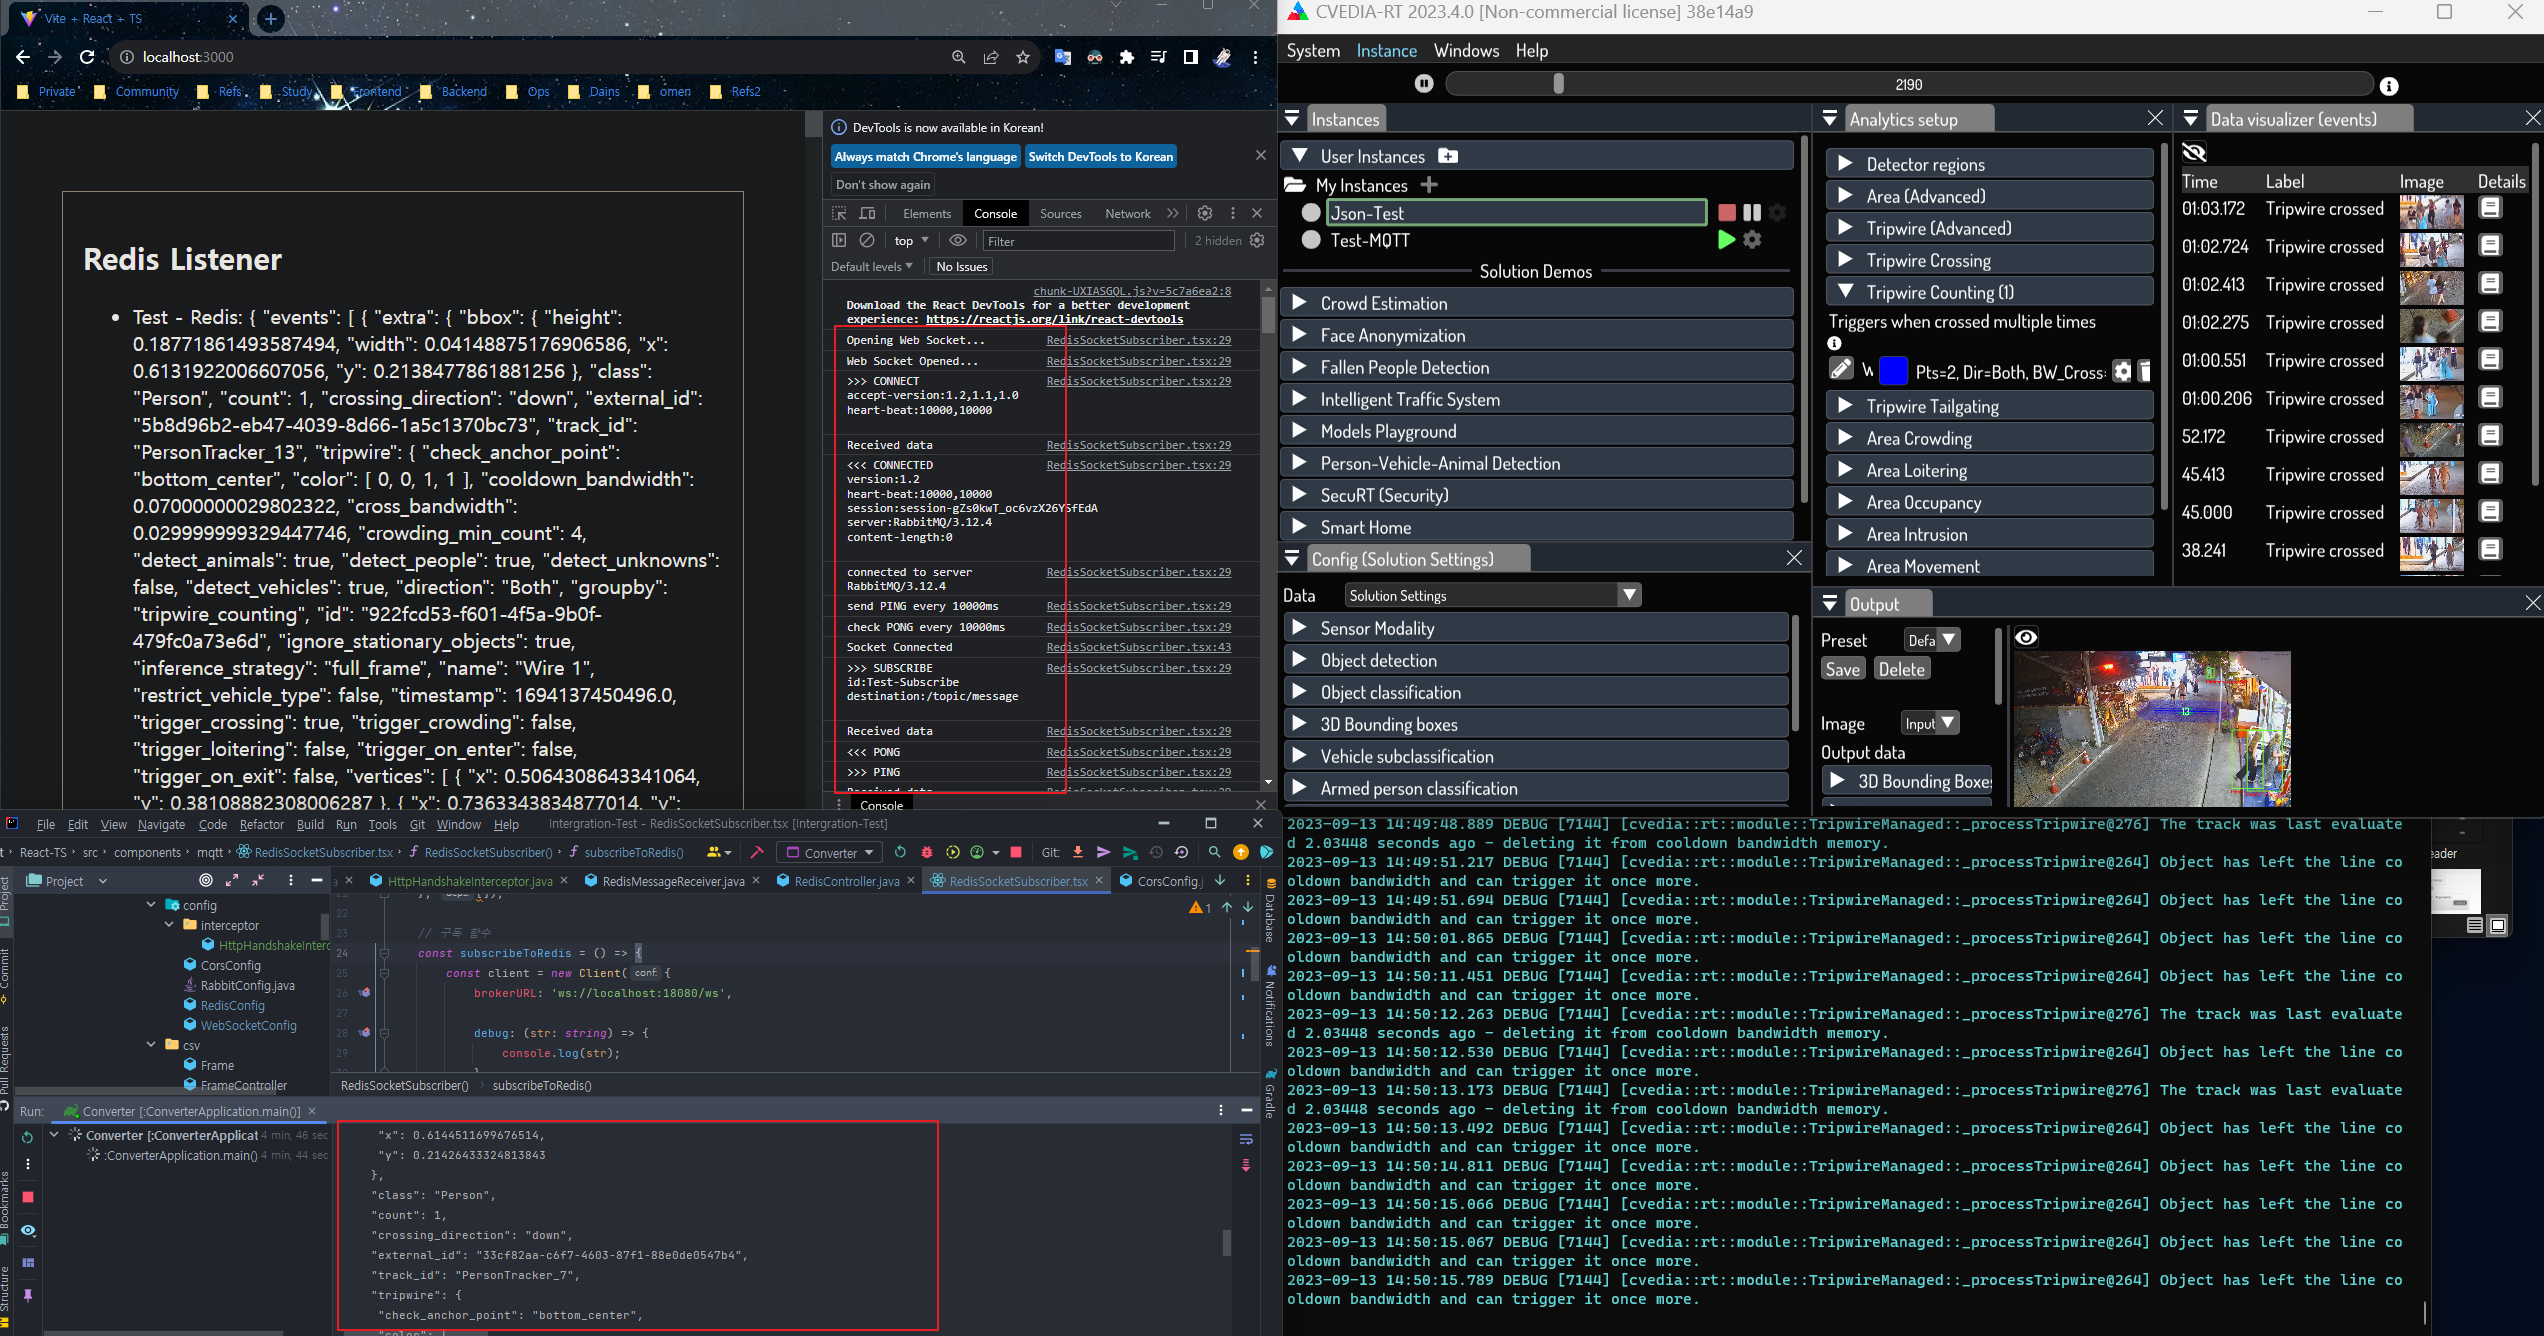 Vite + React + TS
localhost:3000
Private
Community
Refs
Study
Frontend
Backend
Ops
Dains
omen
Refs2
Redis Listener
Test - Redis: { "events": [ { "extra": { "bbox": { "height":
0.18771861493587494, "width": 0.04148875176906586, "x":
0.6131922006607056, "y": 0.2138477861881256 }, "class":
"Person", "count": 1, "crossing_direction": "down", "external_id":
"5b8d96b2-eb47-4039-8d66-1a5c1370bc73", "track_id":
"PersonTracker_13", "tripwire": { "check_anchor_point":
"bottom_center", "color": [ 0, 0, 1, 1 ], "cooldown_bandwidth":
0.07000000029802322, "cross_bandwidth":
0.029999999329447746, "crowding_min_count": 4,
"detect_animals": true, "detect_people": true, "detect_unknowns":
false, "detect_vehicles": true, "direction": "Both", "groupby":
"tripwire_counting", "id": "922fcd53-f601-4f5a-9b0f-
479fc0a73e6d", "ignore_stationary_objects": true,
"inference_strategy": "full_frame", "name": "Wire 1",
"restrict_vehicle_type": false, "timestamp": 1694137450496.0,
"trigger_crossing": true, "trigger_crowding": false,
"trigger_loitering": false, "trigger_on_enter": false,
"trigger_on_exit": false, "vertices": [ { "x": 0.5064308643341064,
"y": 0.38108882308006287 }, { "x": 0.7363343834877014, "y":
DevTools is now available in Korean!
Always match Chrome's language
Switch DevTools to Korean
Don't show again
Elements
Console
Sources
Network
top
Filter
2 hidden
Default levels
No Issues
chunk-UXIASGQL.js?v=5c7a6ea2:8
Download the React DevTools for a better development
experience: https://reactjs.org/link/react-devtools
Opening Web Socket... RedisSocketSubscriber.tsx:29
Web Socket Opened... RedisSocketSubscriber.tsx:29
>>> CONNECT RedisSocketSubscriber.tsx:29
accept-version:1.2,1.1,1.0
heart-beat:10000,10000
Received data RedisSocketSubscriber.tsx:29
<<< CONNECTED RedisSocketSubscriber.tsx:29
version:1.2
heart-beat:10000,10000
session:session-gZs0kwT_oc6vzX26YSfEdA
server:RabbitMQ/3.12.4
content-length:0
connected to server RedisSocketSubscriber.tsx:29
RabbitMQ/3.12.4
send PING every 10000ms RedisSocketSubscriber.tsx:29
check PONG every 10000ms RedisSocketSubscriber.tsx:29
Socket Connected RedisSocketSubscriber.tsx:43
>>> SUBSCRIBE RedisSocketSubscriber.tsx:29
id:Test-Subscribe
destination:/topic/message
Received data RedisSocketSubscriber.tsx:29
<<< PONG RedisSocketSubscriber.tsx:29
>>> PING RedisSocketSubscriber.tsx:29
Console
CVEDIA-RT 2023.4.0 [Non-commercial license] 38e14a9
System
Instance
Windows
Help
2190
Instances
User Instances
My Instances
Json-Test
Test-MQTT
Solution Demos
Crowd Estimation
Face Anonymization
Fallen People Detection
Intelligent Traffic System
Models Playground
Person-Vehicle-Animal Detection
SecuRT (Security)
Smart Home
Config (Solution Settings)
Data
Solution Settings
Sensor Modality
Object detection
Object classification
3D Bounding boxes
Vehicle subclassification
Armed person classification
Analytics setup
Detector regions
Area (Advanced)
Tripwire (Advanced)
Tripwire Crossing
Tripwire Counting (1)
Triggers when crossed multiple times
Pts=2, Dir=Both, BW_Cross:
Tripwire Tailgating
Area Crowding
Area Loitering
Area Occupancy
Area Intrusion
Area Movement
Data visualizer (events)
Time Label Image Details
01:03.172 Tripwire crossed
01:02.724 Tripwire crossed
01:02.413 Tripwire crossed
01:02.275 Tripwire crossed
01:00.551 Tripwire crossed
01:00.206 Tripwire crossed
52.172 Tripwire crossed
45.413 Tripwire crossed
45.000 Tripwire crossed
38.241 Tripwire crossed
Output
Preset
Defa
Save
Delete
Image
Input
Output data
3D Bounding Boxes
File
Edit
View
Navigate
Code
Refactor
Build
Run
Tools
Git
Window
Help
Intergration-Test - RedisSocketSubscriber.tsx [Intergration-Test]
t
React-TS
src
components
mqtt
RedisSocketSubscriber.tsx
RedisSocketSubscriber()
subscribeToRedis()
Converter
Git:
Project
HttpHandshakeInterceptor.java
RedisMessageReceiver.java
RedisController.java
RedisSocketSubscriber.tsx
CorsConfig.j
config
interceptor
HttpHandshakeInterc
CorsConfig
RabbitConfig.java
RedisConfig
WebSocketConfig
csv
Frame
FrameController
22
23 // 구독 함수
24 const subscribeToRedis = () => {
25 const client = new Client( conf: {
26 brokerURL: 'ws://localhost:18080/ws',
27
28 debug: (str: string) => {
29 console.log(str);
1
RedisSocketSubscriber()
subscribeToRedis()
Project
Commit
Pull Requests
Bookmarks
Structure
Database
Notifications
Gradle
Run:
Converter [:ConverterApplication.main()]
Converter [:ConverterApplicat 4 min, 46 sec
:ConverterApplication.main() 4 min, 44 sec
"x": 0.6144511699676514,
"y": 0.21426433324813843
},
"class": "Person",
"count": 1,
"crossing_direction": "down",
"external_id": "33cf82aa-c6f7-4603-87f1-88e0de0547b4",
"track_id": "PersonTracker_7",
"tripwire": {
"check_anchor_point": "bottom_center",
"color": [
2023-09-13 14:49:48.889 DEBUG [7144] [cvedia::rt::module::TripwireManaged::_processTripwire@276] The track was last evaluate
d 2.03448 seconds ago - deleting it from cooldown bandwidth memory.
2023-09-13 14:49:51.217 DEBUG [7144] [cvedia::rt::module::TripwireManaged::_processTripwire@264] Object has left the line co
oldown bandwidth and can trigger it once more.
2023-09-13 14:49:51.694 DEBUG [7144] [cvedia::rt::module::TripwireManaged::_processTripwire@264] Object has left the line co
oldown bandwidth and can trigger it once more.
2023-09-13 14:50:01.865 DEBUG [7144] [cvedia::rt::module::TripwireManaged::_processTripwire@264] Object has left the line co
oldown bandwidth and can trigger it once more.
2023-09-13 14:50:11.451 DEBUG [7144] [cvedia::rt::module::TripwireManaged::_processTripwire@264] Object has left the line co
oldown bandwidth and can trigger it once more.
2023-09-13 14:50:12.263 DEBUG [7144] [cvedia::rt::module::TripwireManaged::_processTripwire@276] The track was last evaluate
d 2.03448 seconds ago - deleting it from cooldown bandwidth memory.
2023-09-13 14:50:12.530 DEBUG [7144] [cvedia::rt::module::TripwireManaged::_processTripwire@264] Object has left the line co
oldown bandwidth and can trigger it once more.
2023-09-13 14:50:13.173 DEBUG [7144] [cvedia::rt::module::TripwireManaged::_processTripwire@276] The track was last evaluate
d 2.03448 seconds ago - deleting it from cooldown bandwidth memory.
2023-09-13 14:50:13.492 DEBUG [7144] [cvedia::rt::module::TripwireManaged::_processTripwire@264] Object has left the line co
oldown bandwidth and can trigger it once more.
2023-09-13 14:50:14.811 DEBUG [7144] [cvedia::rt::module::TripwireManaged::_processTripwire@264] Object has left the line co
oldown bandwidth and can trigger it once more.
2023-09-13 14:50:15.066 DEBUG [7144] [cvedia::rt::module::TripwireManaged::_processTripwire@264] Object has left the line co
oldown bandwidth and can trigger it once more.
2023-09-13 14:50:15.067 DEBUG [7144] [cvedia::rt::module::TripwireManaged::_processTripwire@264] Object has left the line co
oldown bandwidth and can trigger it once more.
2023-09-13 14:50:15.789 DEBUG [7144] [cvedia::rt::module::TripwireManaged::_processTripwire@264] Object has left the line co
oldown bandwidth and can trigger it once more.
eader